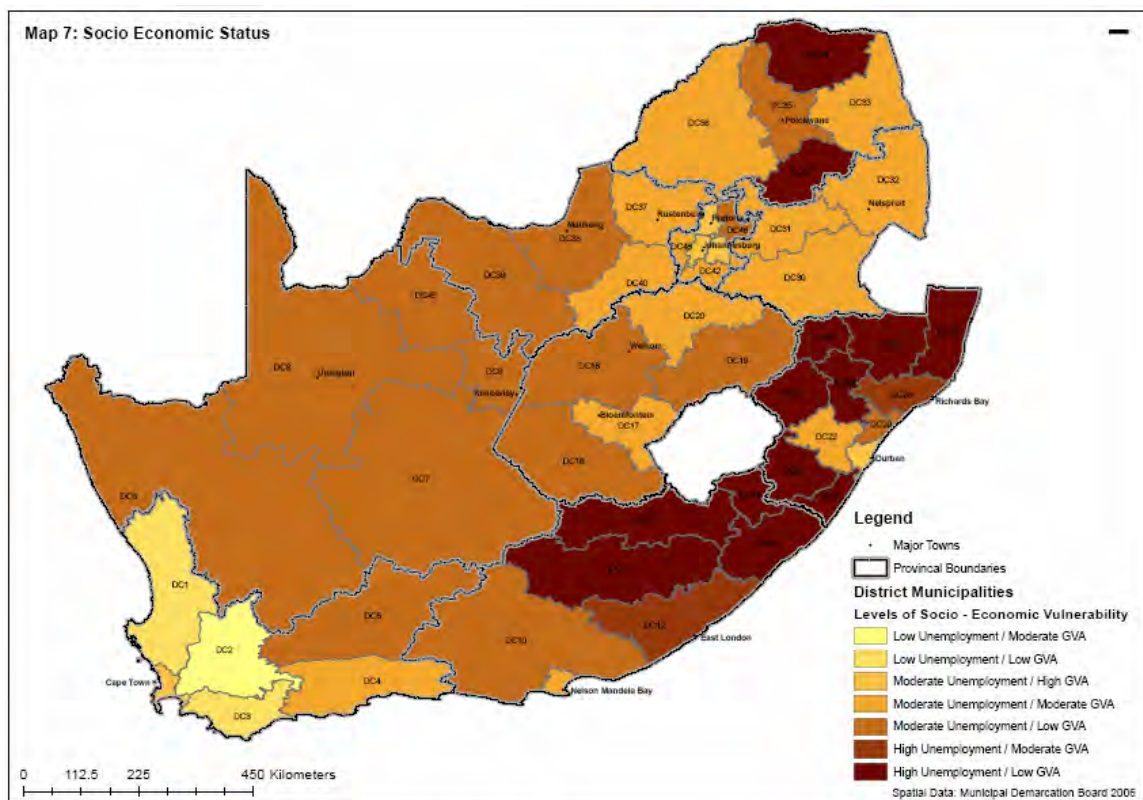 Map 7: Socio Economic Status
DC35
DC33
DC36
Polokwane
DC32
Nelspruit
DC37
Rustenburg
Pretoria
DC46
DC31
Mafikeng
DC38
DC48
Johannesburg
DC42
DC30
DC39
DC40
DC45
DC20
DC8
Upington
DC9
Kimberley
Welkom
DC18
DC19
Bloemfontein
DC17
DC16
DC7
DC28
Richards Bay
DC29
DC22
Durban
DC6
DC1
DC2
DC5
DC10
DC12
East London
Cape Town
DC4
DC3
Nelson Mandela Bay
Legend
Major Towns
Provincal Boundaries
District Municipalities
Levels of Socio - Economic Vulnerability
Low Unemployment / Moderate GVA
Low Unemployment / Low GVA
Moderate Unemployment / High GVA
Moderate Unemployment / Moderate GVA
Moderate Unemployment / Low GVA
High Unemployment / Moderate GVA
High Unemployment / Low GVA
0 112.5 225 450 Kilometers
Spatial Data: Municipal Demarcation Board 2006